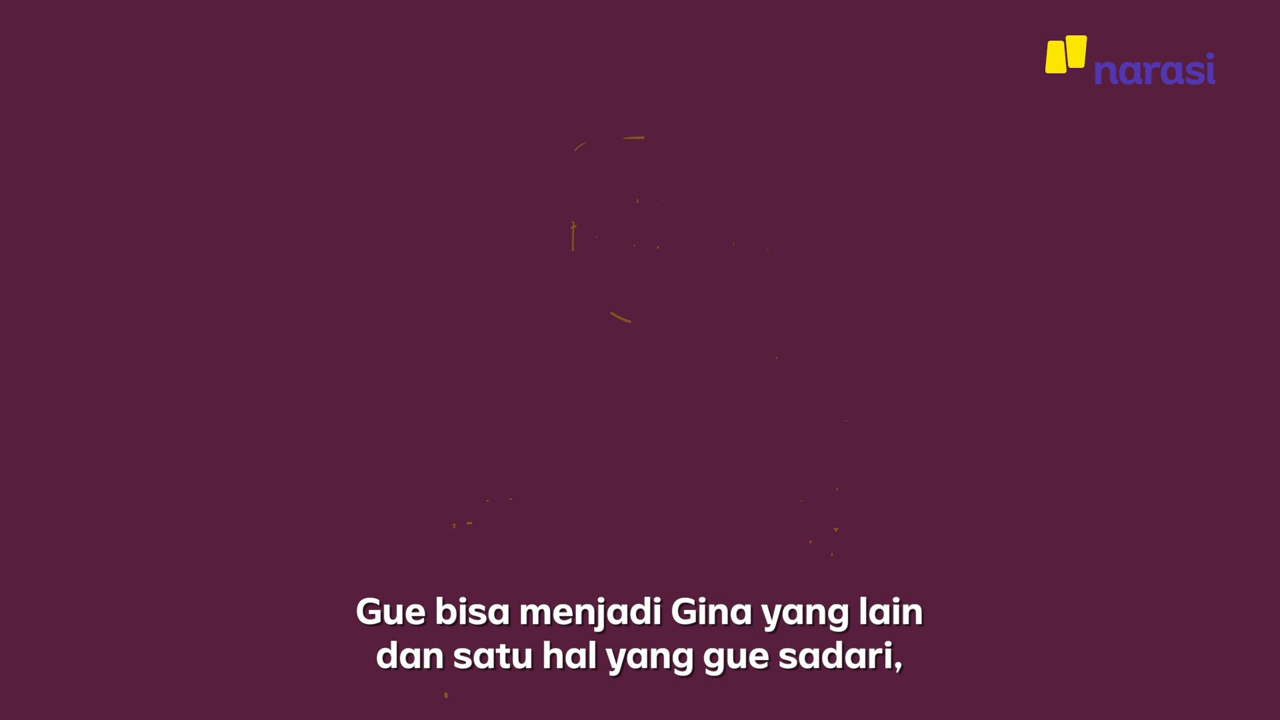 narasi
Gue bisa menjadi Gina yang lain
dan satu hal yang gue sadari,